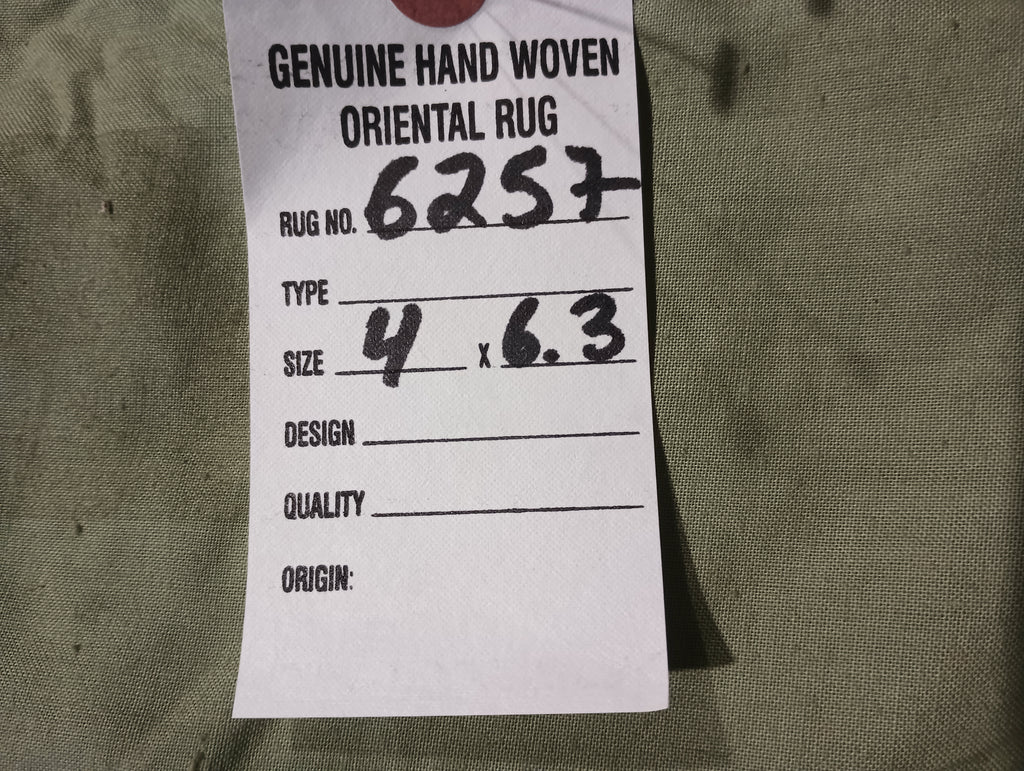 GENUINE HAND WOVEN
ORIENTAL RUG
RUG NO. 6257
TYPE
SIZE 4 X 6.3
DESIGN
QUALITY
ORIGIN: